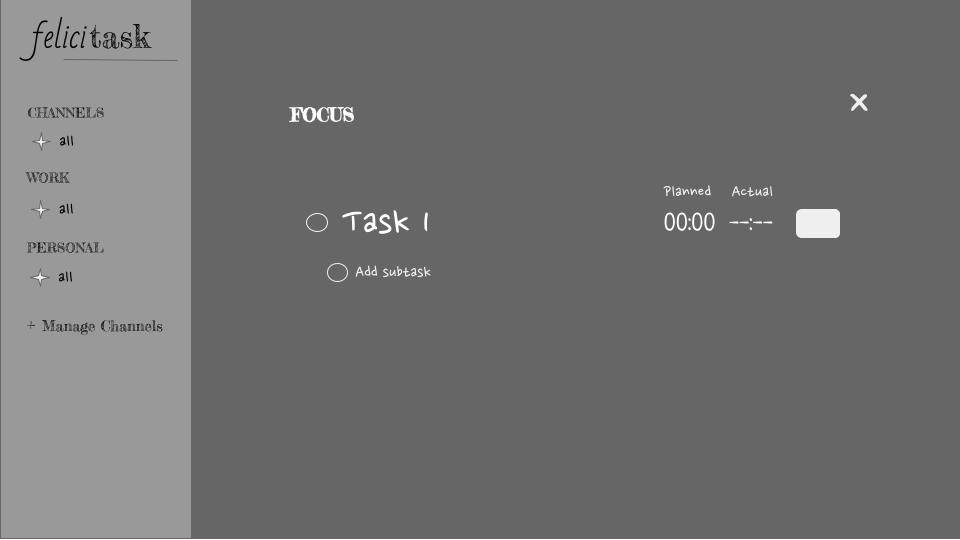 felicitask
CHANNELS
all
WORK
all
PERSONAL
all
+ Manage Channels
FOCUS
Planned Actual
Task 1 00:00 --:--
Add subtask